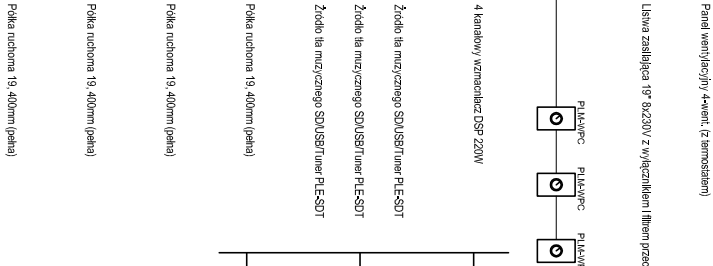 Panel wentylacyjny 4-went. (z termostatem)
Listwa zasilająca 19" 8x230V z wyłącznikiem i filtrem przec
PLM-WPC
PLM-WPC
4 kanałowy wzmacniacz DSP 220W
Źródło tła muzycznego SD/USB/Tuner PLE-SDT
Źródło tła muzycznego SD/USB/Tuner PLE-SDT
Źródło tła muzycznego SD/USB/Tuner PLE-SDT
Półka ruchoma 19, 400mm (pełna)
Półka ruchoma 19, 400mm (pełna)
Półka ruchoma 19, 400mm (pełna)
Półka ruchoma 19, 400mm (pełna)